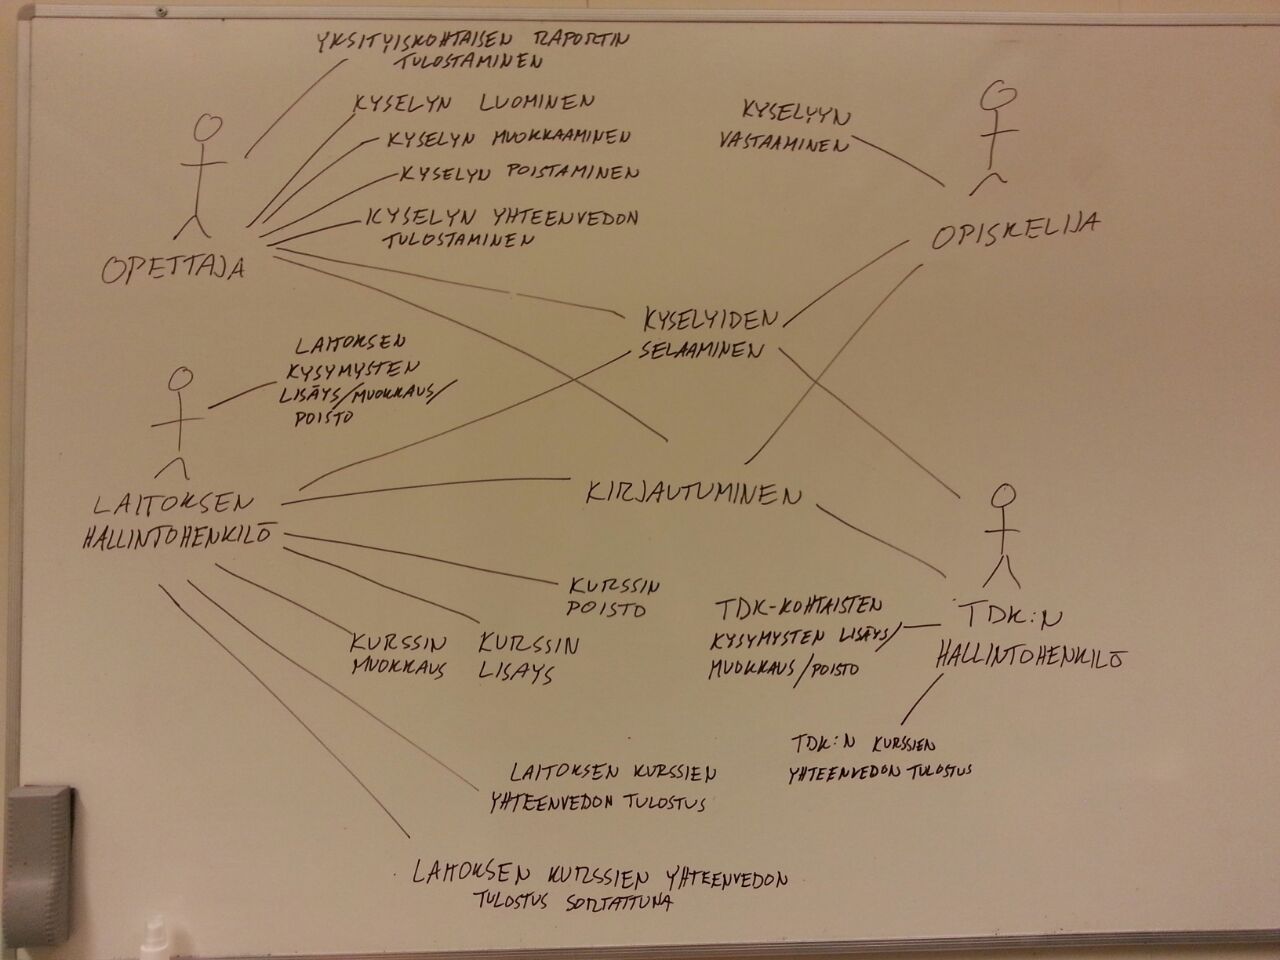 YKSITYISKOHTAISEN RAPORTIN
TULOSTAMINEN
KYSELYN LUOMINEN
KYSELYN MUOKKAAMINEN
KYSELYN POISTAMINEN
KYSELYN YHTEENVEDON
TULOSTAMINEN
OPETTAJA
KYSELYYN
VASTAAMINEN
OPISKELIJA
KYSELYIDEN
SELAAMINEN
LAITOKSEN
KYSYMYSTEN
LISÄYS/MUOKKAUS/
POISTO
LAITOKSEN
HALLINTOHENKILÖ
KIRJAUTUMINEN
KURSSIN
POISTO
KURSSIN
MUOKKAUS
KURSSIN
LISÄYS
TDK-KOHTAISTEN
KYSYMYSTEN LISÄYS/
MUOKKAUS/POISTO
TDK:N
HALLINTOHENKILÖ
TDK:N KURSSIEN
YHTEENVEDON TULOSTUS
LAITOKSEN KURSSIEN
YHTEENVEDON TULOSTUS
LAITOKSEN KURSSIEN YHTEENVEDON
TULOSTUS SORTATTUNA